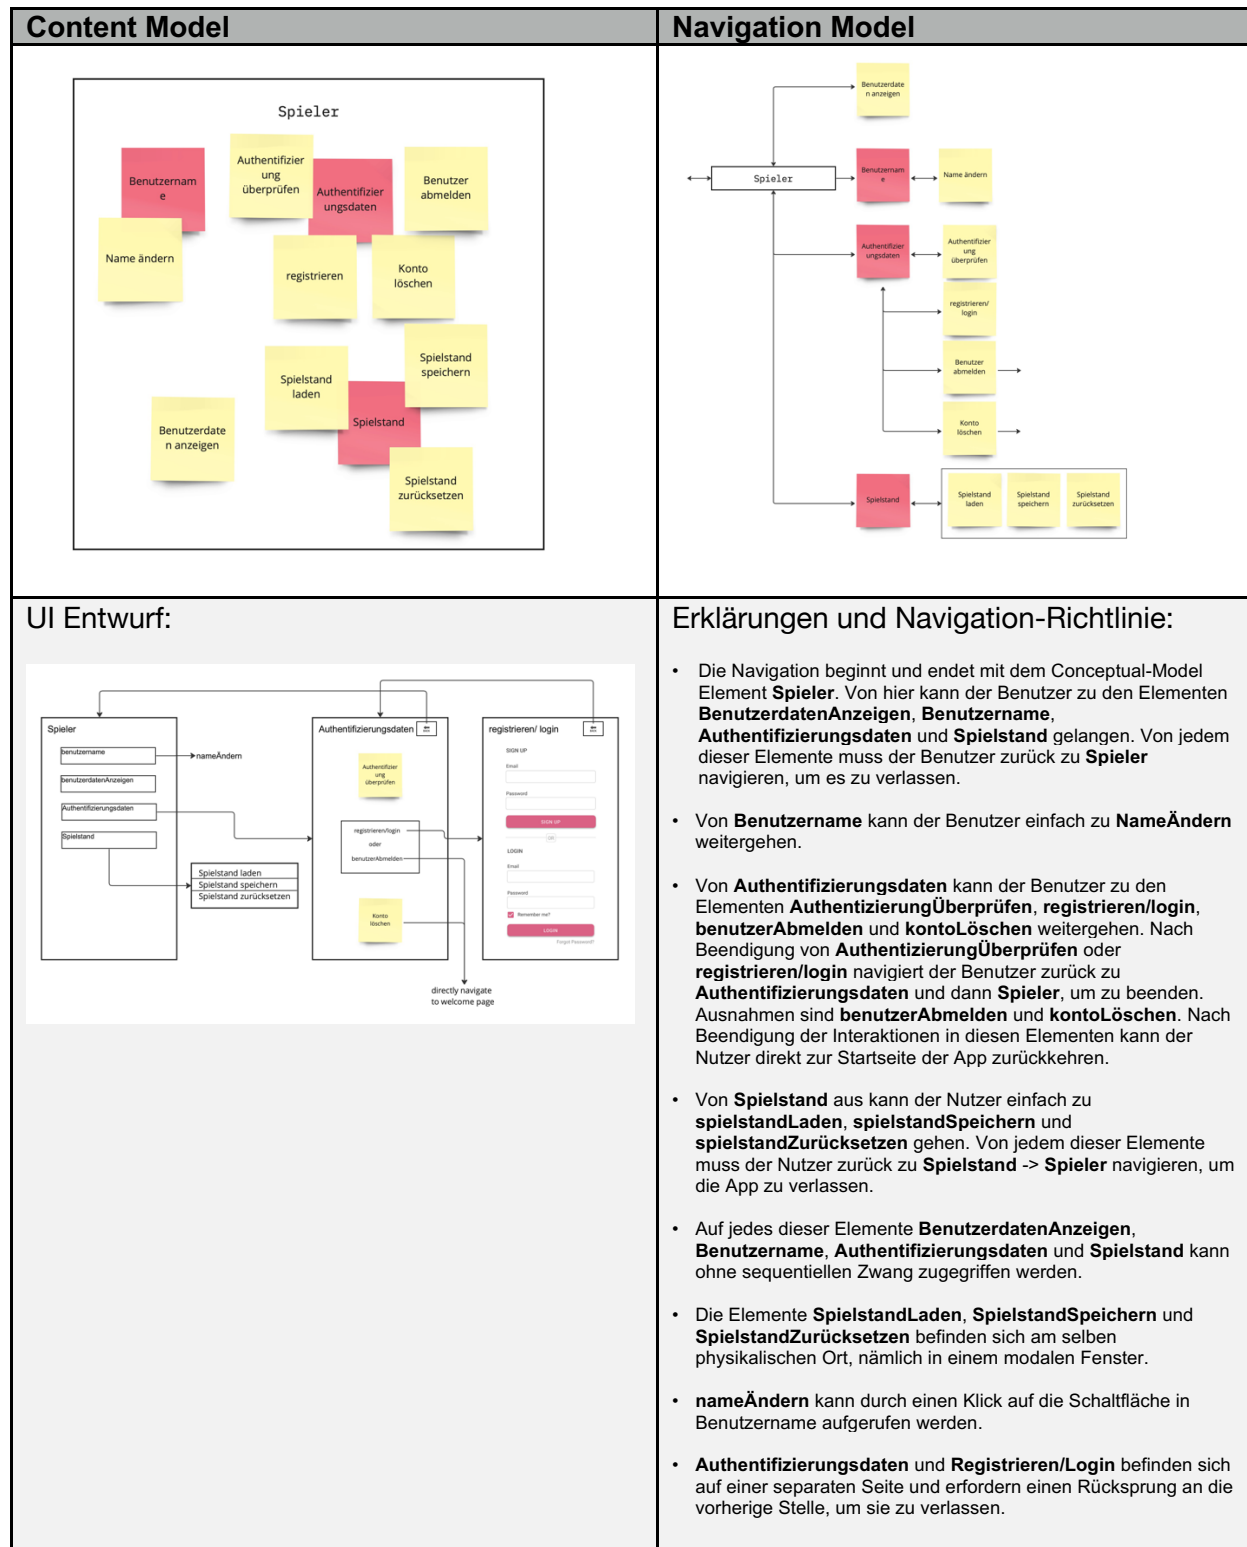 Content Model
Spieler
Benutzernam
e
Authentifizier
ung
überprüfen
Authentifizier
ungsdaten
Benutzer
abmelden
Name ändern
registrieren
Konto
löschen
Spielstand
laden
Spielstand
speichern
Benutzerdate
n anzeigen
Spielstand
Spielstand
zurücksetzen
Navigation Model
Benutzerdate
n anzeigen
Spieler
Benutzernam
e
Name ändern
Authentifizier
ungsdaten
Authentifizier
ung
überprüfen
registrieren/
login
Benutzer
abmelden
Konto
löschen
Spielstand
Spielstand
laden
Spielstand
speichern
Spielstand
zurücksetzen
UI Entwurf:
Spieler
benutzername
nameÄndern
benutzerdatenAnzeigen
Authentifizierungsdaten
Spielstand
Spielstand laden
Spielstand speichern
Spielstand zurücksetzen
Authentifizierungsdaten
Authentifizier
ung
überprüfen
registrieren/login
oder
benutzerAbmelden
Konto
löschen
directly navigate
to welcome page
registrieren/ login
SIGN UP
Email
Password
SIGN UP
OR
LOGIN
Email
Password
Remember me?
LOGIN
Forgot Password?
Erklärungen und Navigation-Richtlinie:
• Die Navigation beginnt und endet mit dem Conceptual-Model
Element Spieler. Von hier kann der Benutzer zu den Elementen
BenutzerdatenAnzeigen, Benutzername,
Authentifizierungsdaten und Spielstand gelangen. Von jedem
dieser Elemente muss der Benutzer zurück zu Spieler
navigieren, um es zu verlassen.
• Von Benutzername kann der Benutzer einfach zu NameÄndern
weitergehen.
• Von Authentifizierungsdaten kann der Benutzer zu den
Elementen AuthentizierungÜberprüfen, registrieren/login,
benutzerAbmelden und kontoLöschen weitergehen. Nach
Beendigung von AuthentizierungÜberprüfen oder
registrieren/login navigiert der Benutzer zurück zu
Authentifizierungsdaten und dann Spieler, um zu beenden.
Ausnahmen sind benutzerAbmelden und kontoLöschen. Nach
Beendigung der Interaktionen in diesen Elementen kann der
Nutzer direkt zur Startseite der App zurückkehren.
• Von Spielstand aus kann der Nutzer einfach zu
spielstandLaden, spielstandSpeichern und
spielstandZurücksetzen gehen. Von jedem dieser Elemente
muss der Nutzer zurück zu Spielstand -> Spieler navigieren, um
die App zu verlassen.
• Auf jedes dieser Elemente BenutzerdatenAnzeigen,
Benutzername, Authentifizierungsdaten und Spielstand kann
ohne sequentiellen Zwang zugegriffen werden.
• Die Elemente SpielstandLaden, SpielstandSpeichern und
SpielstandZurücksetzen befinden sich am selben
physikalischen Ort, nämlich in einem modalen Fenster.
• nameÄndern kann durch einen Klick auf die Schaltfläche in
Benutzername aufgerufen werden.
• Authentifizierungsdaten und Registrieren/Login befinden sich
auf einer separaten Seite und erfordern einen Rücksprung an die
vorherige Stelle, um sie zu verlassen.